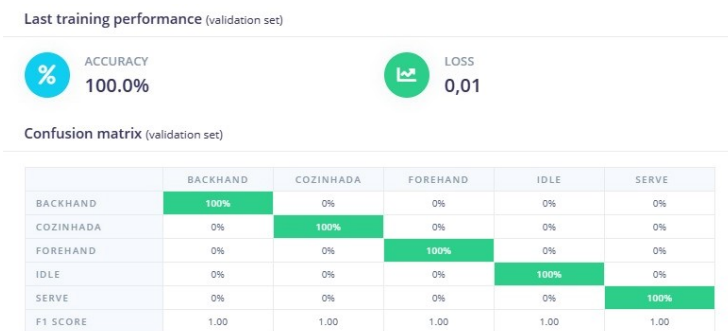 Last training performance (validation set)
ACCURACY
100.0%
LOSS
0,01
Confusion matrix (validation set)
BACKHAND COZINHADA FOREHAND IDLE SERVE
BACKHAND 100% 0% 0% 0% 0%
COZINHADA 0% 100% 0% 0% 0%
FOREHAND 0% 0% 100% 0% 0%
IDLE 0% 0% 0% 100% 0%
SERVE 0% 0% 0% 0% 100%
F1 SCORE 1.00 1.00 1.00 1.00 1.00